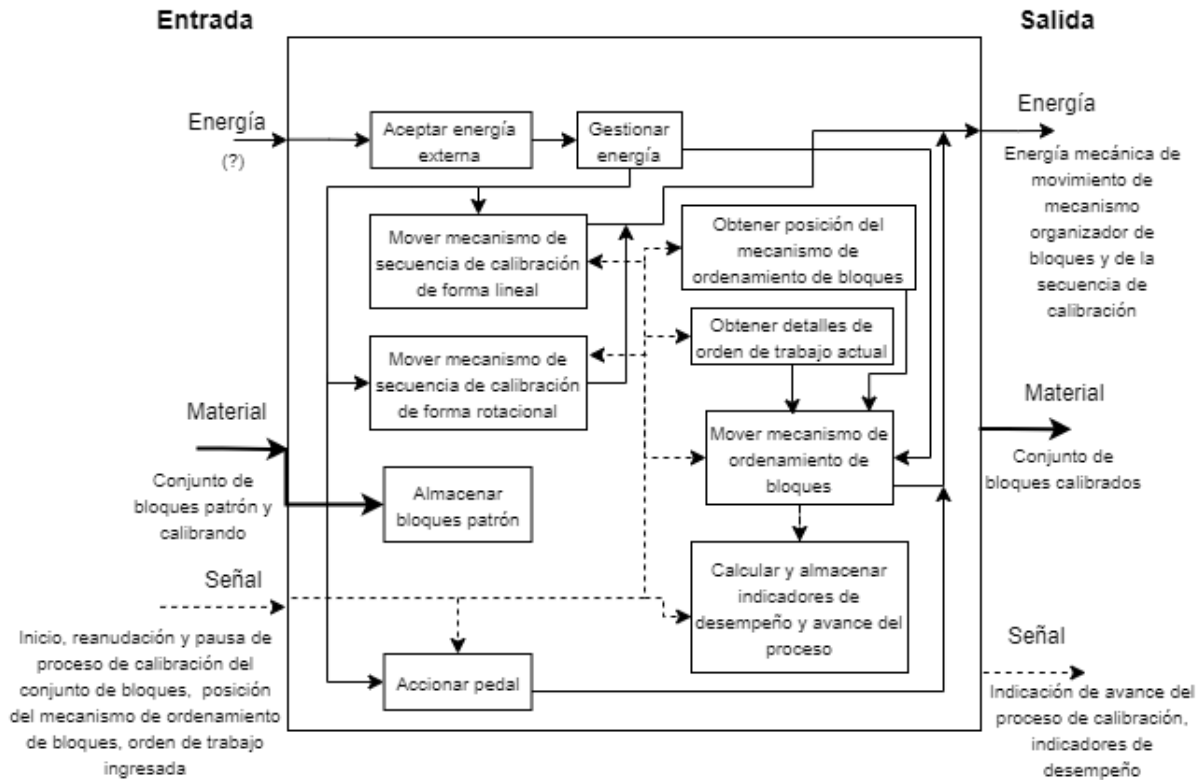 Entrada
Salida
Energía
(?)
Aceptar energía
externa
Gestionar
energía
Energía
Energía mecánica de
movimiento de
mecanismo
organizador de
bloques y de la
secuencia de
calibración
Mover mecanismo de
secuencia de calibración
de forma lineal
Obtener posición del
mecanismo de
ordenamiento de bloques
Obtener detalles de
orden de trabajo actual
Mover mecanismo de
secuencia de calibración
de forma rotacional
Material
Conjunto de
bloques patrón y
calibrando
Almacenar
bloques patrón
Mover mecanismo de
ordenamiento de
bloques
Material
Conjunto de
bloques calibrados
Señal
Inicio, reanudación y pausa de
proceso de calibración del
conjunto de bloques, posición
del mecanismo de ordenamiento
de bloques, orden de trabajo
ingresada
Accionar pedal
Calcular y almacenar
indicadores de
desempeño y avance del
proceso
Señal
Indicación de avance del
proceso de calibración,
indicadores de
desempeño